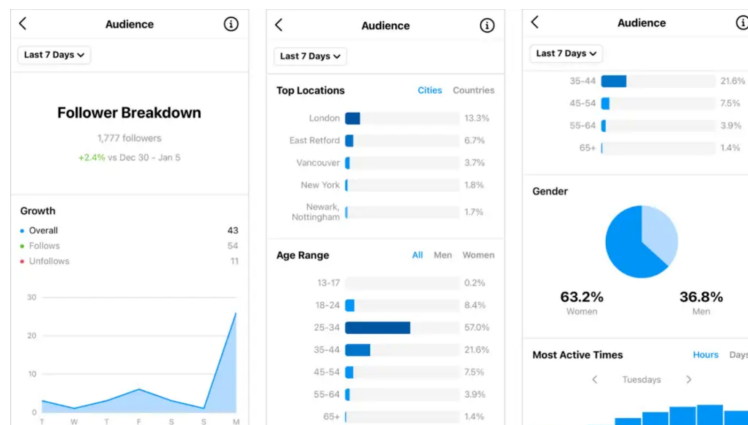 Audience
Last 7 Days
Follower Breakdown
1,777 followers
+2.4% vs Dec 30 - Jan 5
Growth
Overall 43
Follows 54
Unfollows 11
30
20
10
0
T W T F S S M
Audience
Last 7 Days
Top Locations Cities Countries
London 13.3%
East Retford 6.7%
Vancouver 3.7%
New York 1.8%
Newark,
Nottingham 1.7%
Age Range All Men Women
13-17 0.2%
18-24 8.4%
25-34 57.0%
35-44 21.6%
45-54 7.5%
55-64 3.9%
65+ 1.4%
Audience
Last 7 Days
35-44 21.6%
45-54 7.5%
55-64 3.9%
65+ 1.4%
Gender
63.2% 36.8%
Women Men
Most Active Times Hours Days
Tuesdays